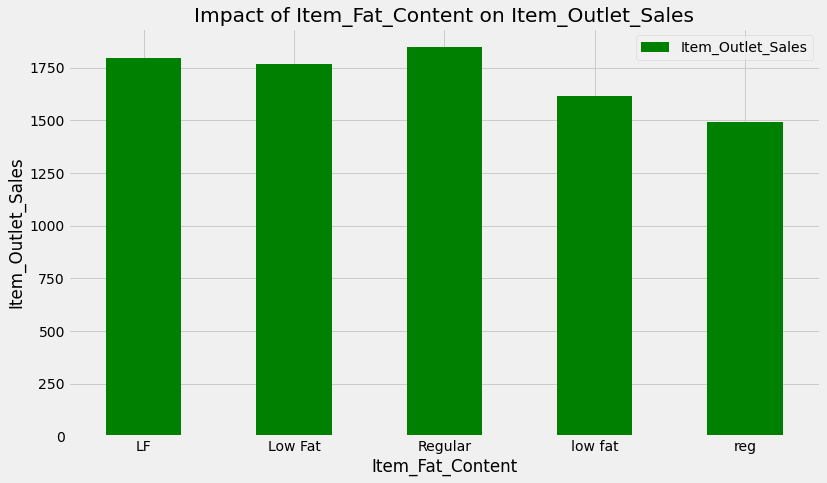 Impact of Item_Fat_Content on Item_Outlet_Sales
Item_Outlet_Sales
Item_Outlet_Sales
1750
1500
1250
1000
750
500
250
0
LF Low Fat Regular low fat reg
Item_Fat_Content